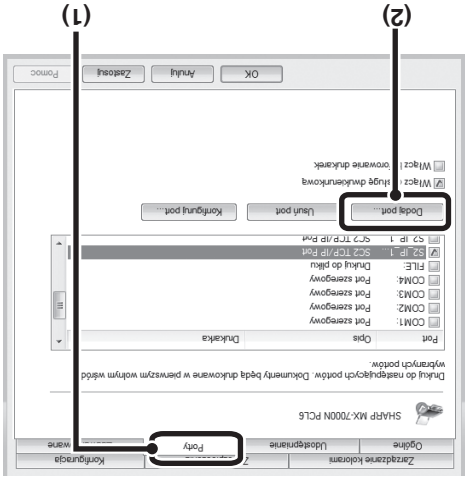 Zarządzanie kolorami Konfiguracja
Ogólne Udostępnianie Porty
SHARP MX-7000N PCL6
Drukuj do następujących portów. Dokumenty będą drukowane w pierwszym wolnym wśród
wybranych portów.
Port Opis Drukarka
COM1: Port szeregowy
COM2: Port szeregowy
COM3: Port szeregowy
COM4: Port szeregowy
FILE: Drukuj do pliku
S2_IP_1... SC2 TCP/IP Port
S2_IP_1 SC2 TCP/IP Port
Dodaj port... Usuń port Konfiguruj port...
Włącz obsługę dwukierunkową
Włącz drukarek
OK Anuluj Zastosuj Pomoc
(2) (1)